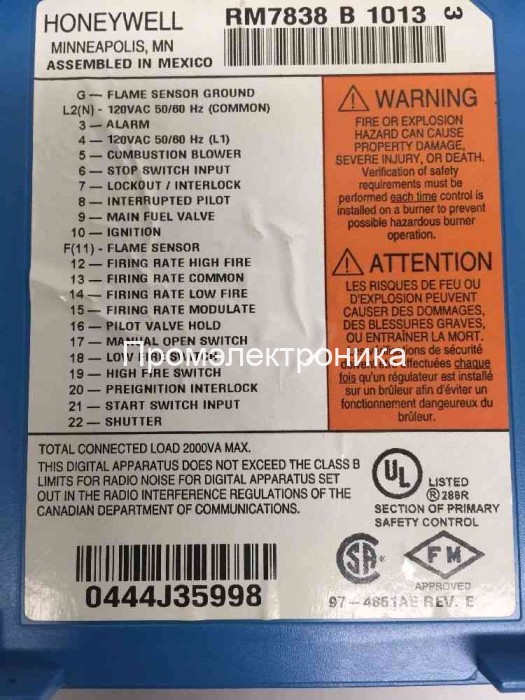 HONEYWELL
MINNEAPOLIS, MN
ASSEMBLED IN MEXICO
RM7838 B 1013 3
G — FLAME SENSOR GROUND
L2(N) - 120VAC 50/60 Hz (COMMON)
3 — ALARM
4 — 120VAC 50/60 Hz (L1)
5 — COMBUSTION BLOWER
6 — STOP SWITCH INPUT
7 — LOCKOUT / INTERLOCK
8 — INTERRUPTED PILOT
9 — MAIN FUEL VALVE
10 — IGNITION
F(11) - FLAME SENSOR
12 — FIRING RATE HIGH FIRE
13 — FIRING RATE COMMON
14 — FIRING RATE LOW FIRE
15 — FIRING RATE MODULATE
16 — PILOT VALVE HOLD
17 — MANUAL OPEN SWITCH
18 — LOW FIRE SWITCH
19 — HIGH FIRE SWITCH
20 — PREIGNITION INTERLOCK
21 — START SWITCH INPUT
22 — SHUTTER
WARNING
FIRE OR EXPLOSION
HAZARD CAN CAUSE
PROPERTY DAMAGE,
SEVERE INJURY, OR DEATH.
Verification of safety
requirements must be
performed each time control is
installed on a burner to prevent
possible hazardous burner
operation.
ATTENTION
LES RISQUES DE FEU OU
D'EXPLOSION PEUVENT
CAUSER DES DOMMAGES,
DES BLESSURES GRAVES,
OU ENTRAÎNER LA MORT.
conditions de sécurité
effectuées chaque
fois qu'un régulateur est installé
sur un brûleur afin d'éviter un
fonctionnement dangeureux du
brûleur.
Промэлектроника
TOTAL CONNECTED LOAD 2000VA MAX.
THIS DIGITAL APPARATUS DOES NOT EXCEED THE CLASS B
LIMITS FOR RADIO NOISE FOR DIGITAL APPARATUS SET
OUT IN THE RADIO INTERFERENCE REGULATIONS OF THE
CANADIAN DEPARTMENT OF COMMUNICATIONS.
UL
LISTED
® 286R
SECTION OF PRIMARY
SAFETY CONTROL
0444J35998
SA
FM
APPROVED
97-4861AE REV. E